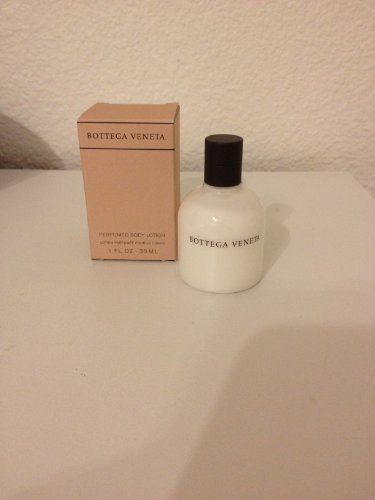 BOTTEGA VENETA
PERFUMED BODY LOTION
LOTION PARFUMÉE POUR LE CORPS
1 FL OZ - 30 ML
BOTTEGA VENETA